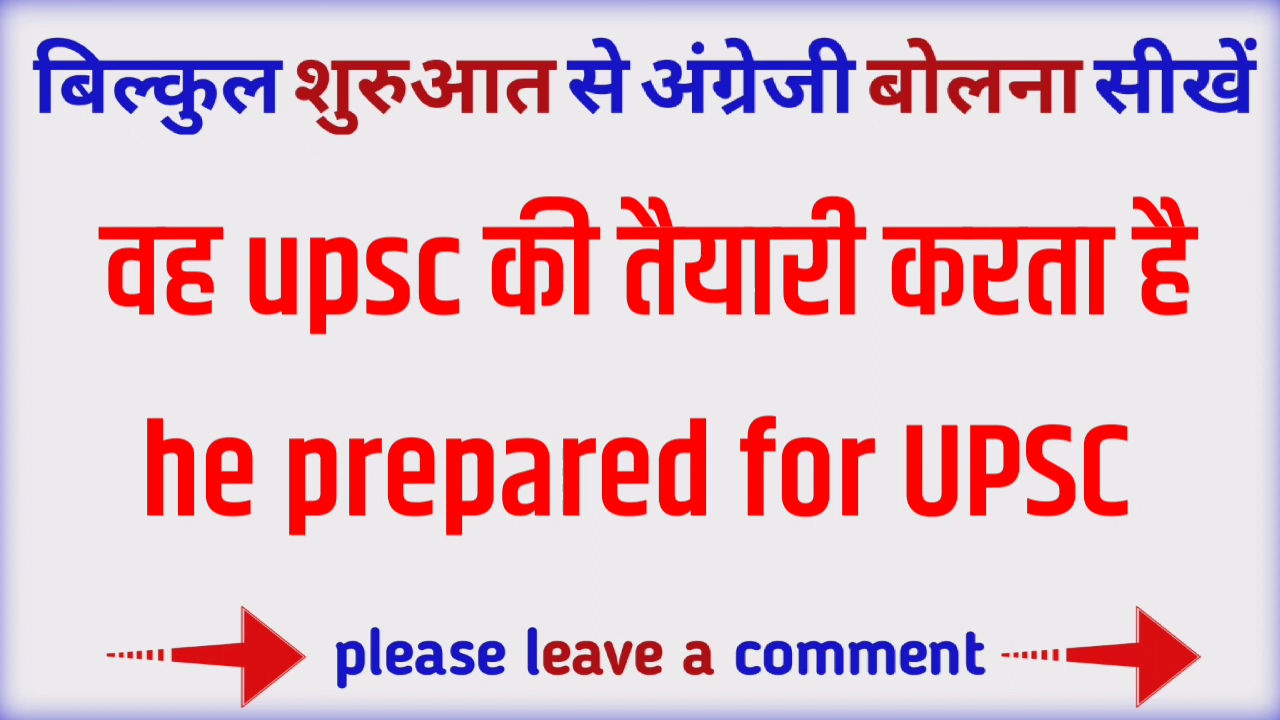 बिल्कुल शुरुआत से अंग्रेजी बोलना सीखें
वह upsc की तैयारी करता है
he prepared for UPSC
please leave a comment